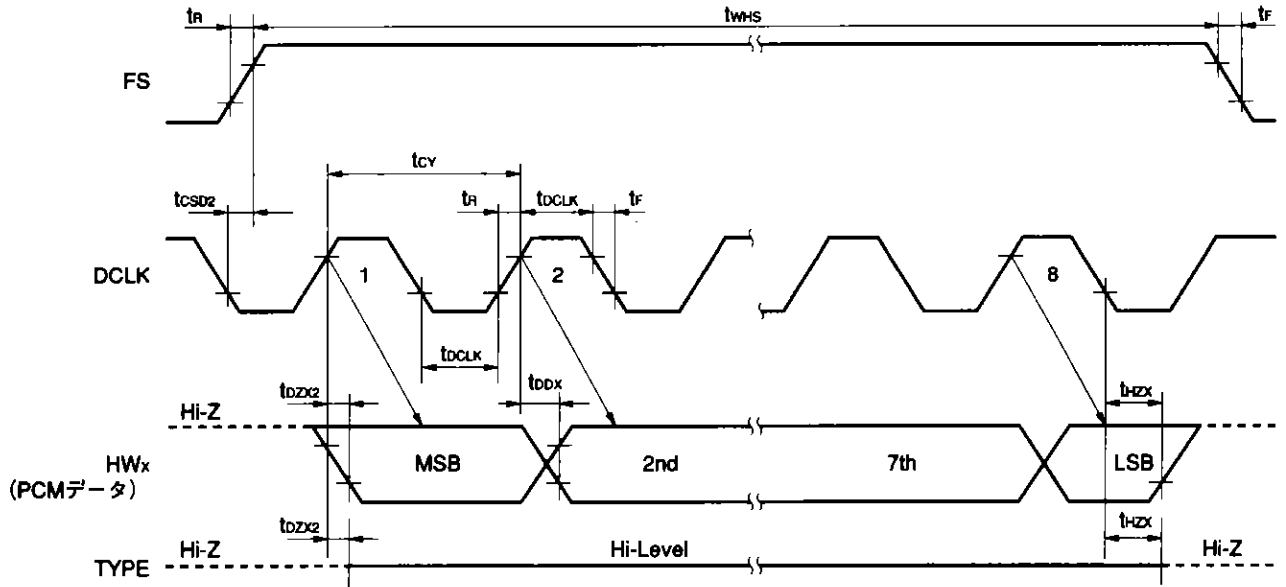 tR tWHS tF
FS
tCY
tCSD2 tR tDCLK tF
DCLK 1 2 8
tDCLK
tDZX2 tDDX tHZX
Hi-Z
HWX MSB 2nd 7th LSB
(PCMデータ)
tDZX2 tHZX
Hi-Z Hi-Level Hi-Z
TYPE